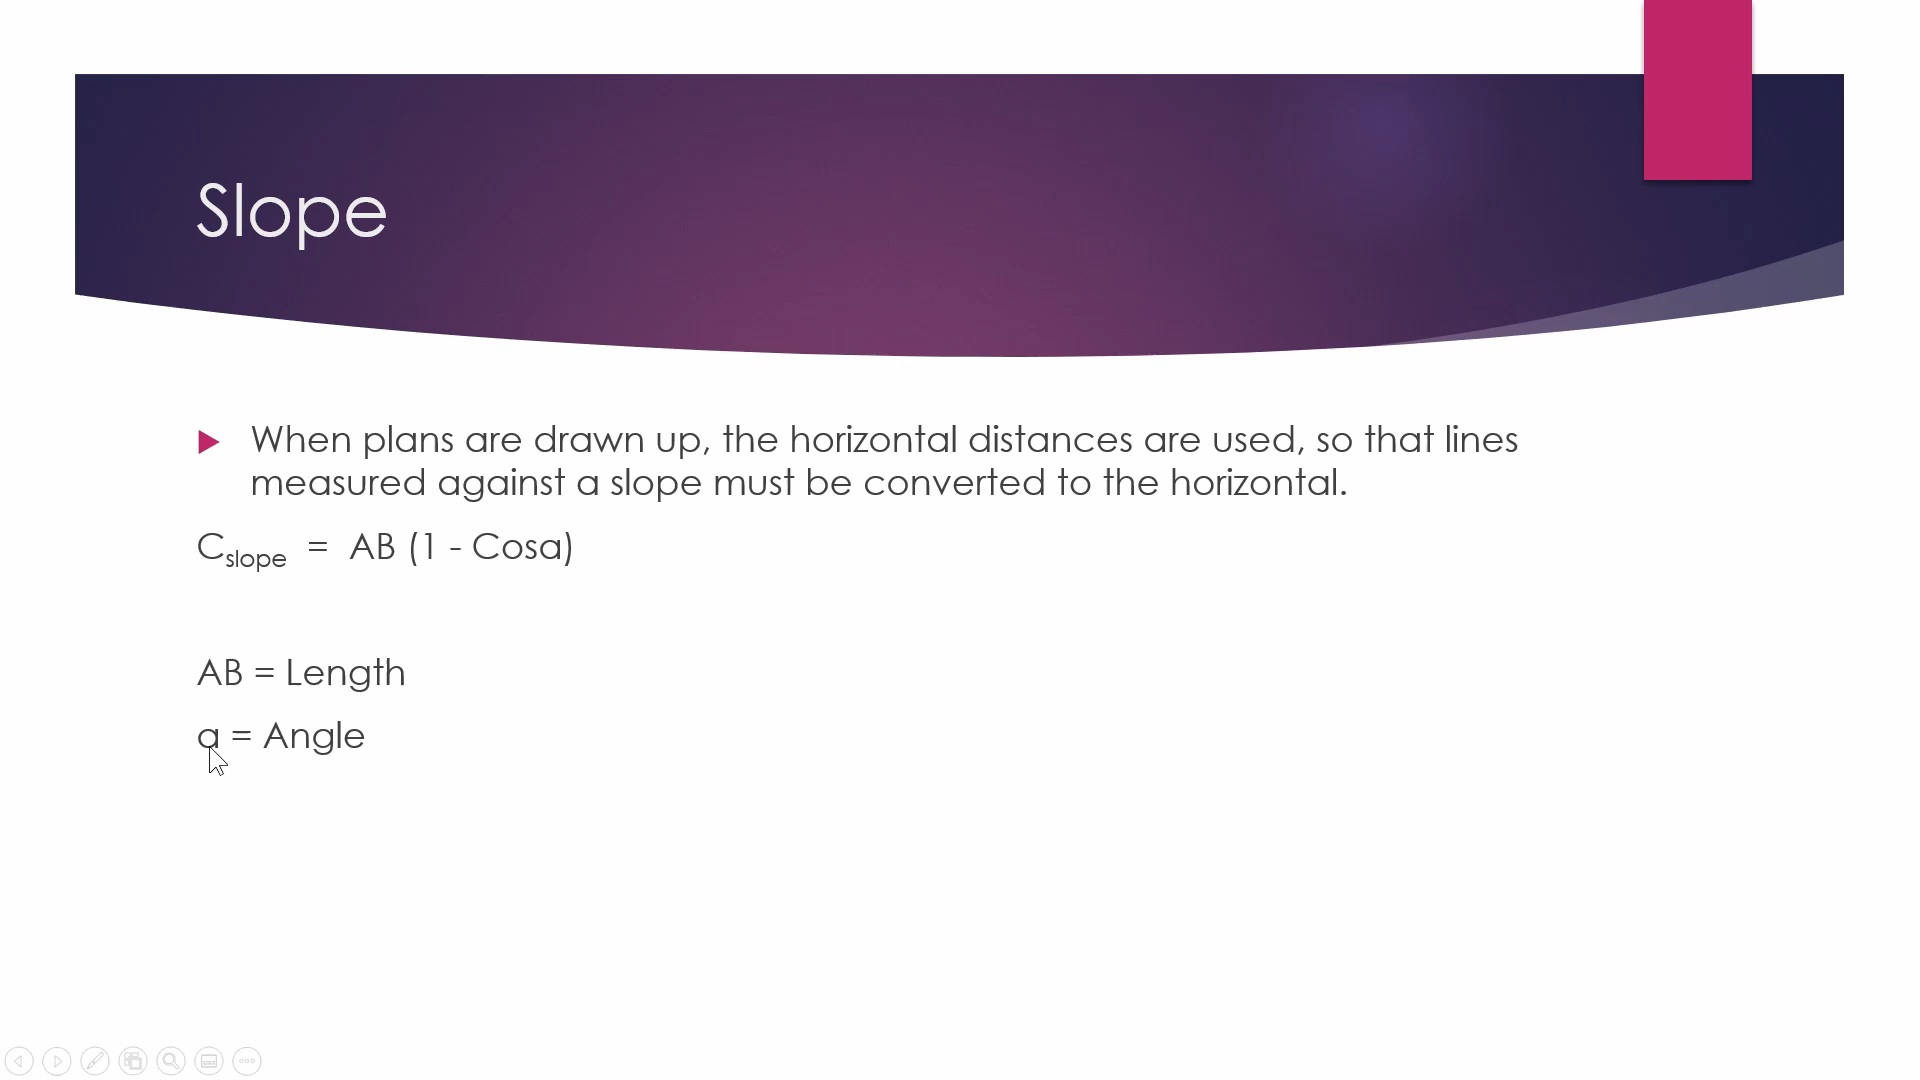 Slope
When plans are drawn up, the horizontal distances are used, so that lines
measured against a slope must be converted to the horizontal.
Cslope = AB (1 - Cosa)
AB = Length
a = Angle